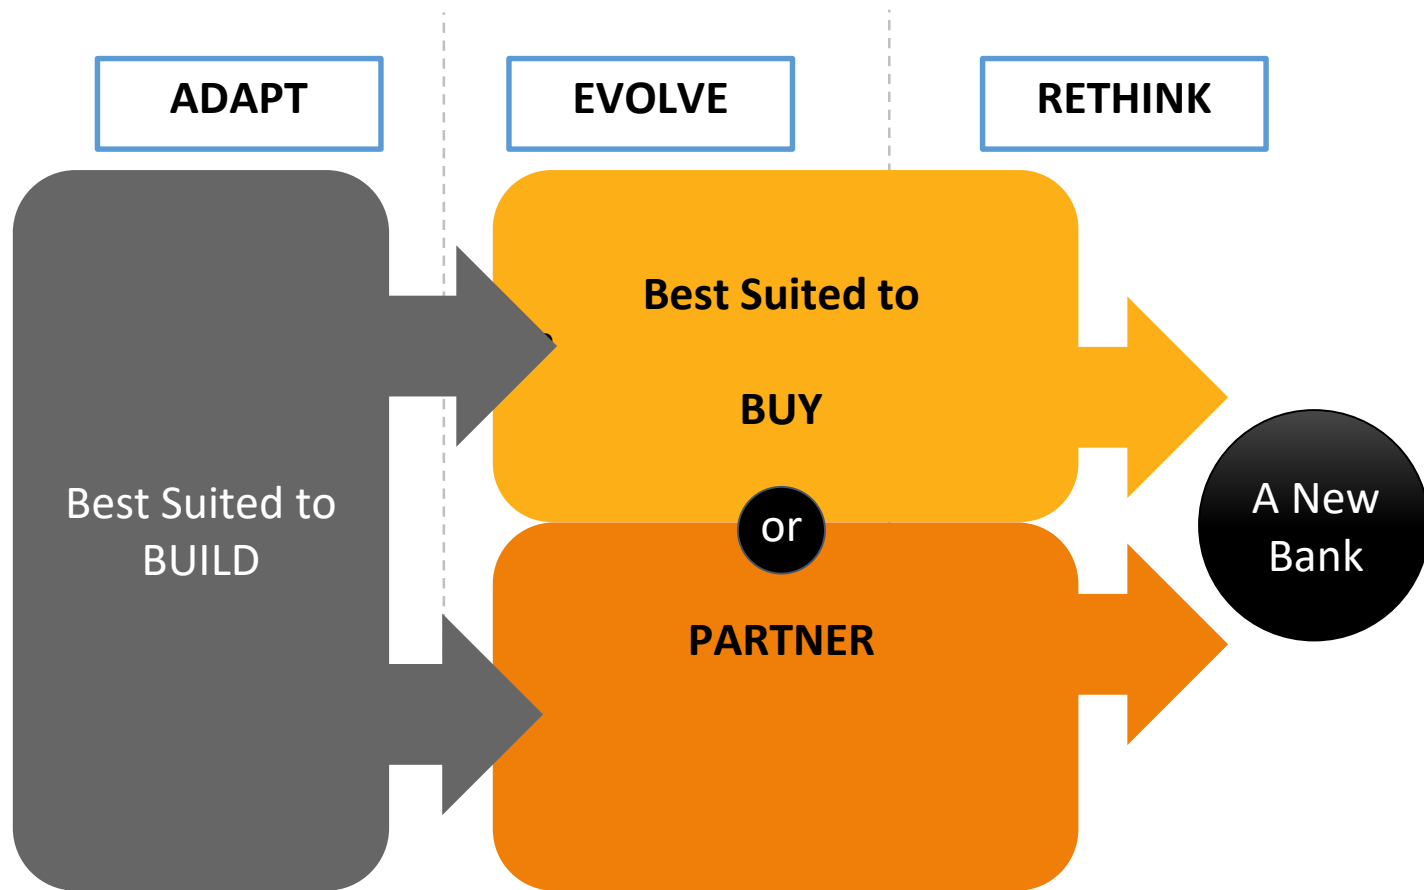 ADAPT
EVOLVE
RETHINK
Best Suited to
BUILD
Best Suited to
BUY
or
PARTNER
A New
Bank